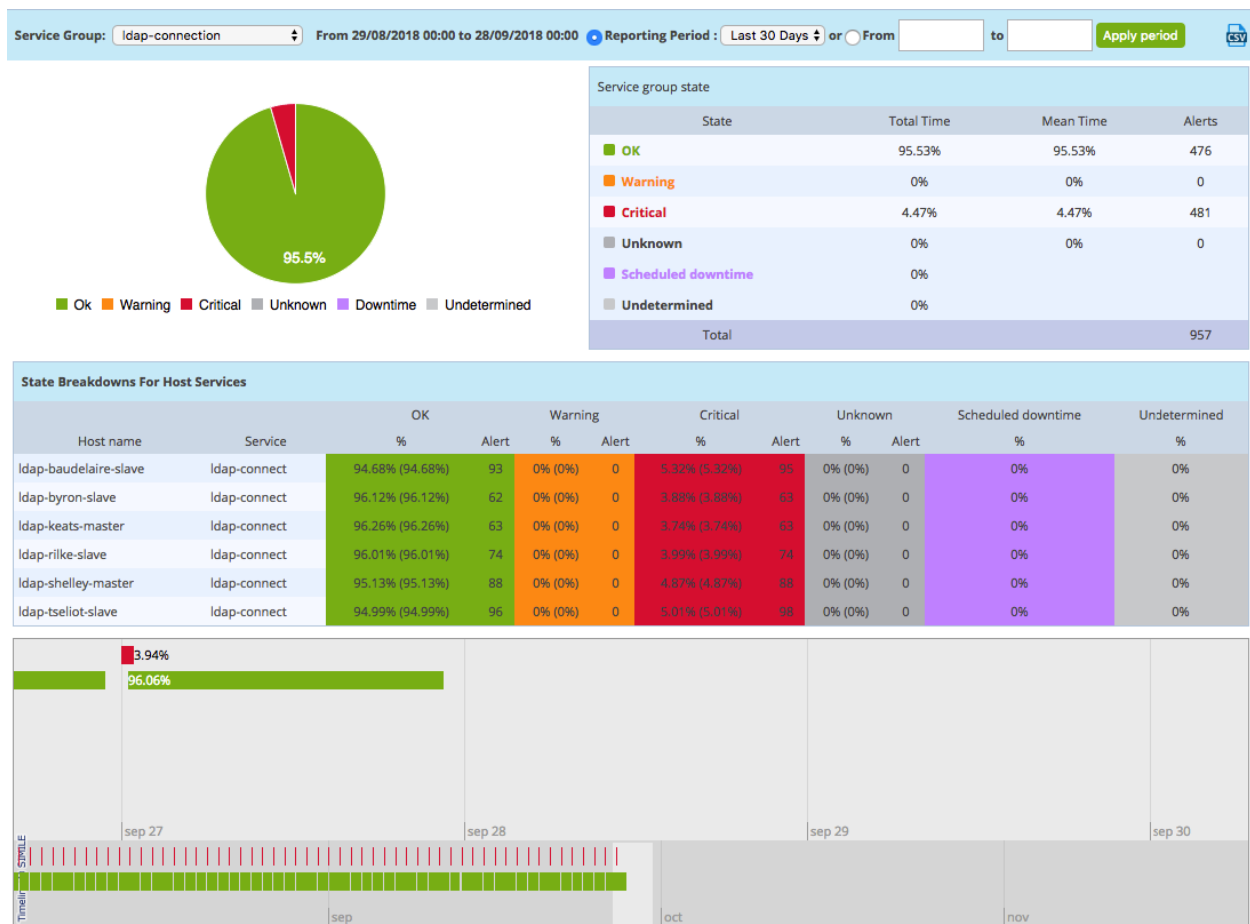 Service Group: ldap-connection From 29/08/2018 00:00 to 28/09/2018 00:00 Reporting Period : Last 30 Days or From to Apply period CSV
Service group state
State Total Time Mean Time Alerts
OK 95.53% 95.53% 476
Warning 0% 0% 0
Critical 4.47% 4.47% 481
Unknown 0% 0% 0
Scheduled downtime 0%
Undetermined 0%
Total 957
95.5%
Ok Warning Critical Unknown Downtime Undetermined
State Breakdowns For Host Services
OK Warning Critical Unknown Scheduled downtime Undetermined
Host name Service % Alert % Alert % Alert % Alert % %
ldap-baudelaire-slave ldap-connect 94.68% (94.68%) 93 0% (0%) 0 5.32% (5.32%) 95 0% (0%) 0 0% 0%
ldap-byron-slave ldap-connect 96.12% (96.12%) 62 0% (0%) 0 3.88% (3.88%) 63 0% (0%) 0 0% 0%
ldap-keats-master ldap-connect 96.26% (96.26%) 63 0% (0%) 0 3.74% (3.74%) 63 0% (0%) 0 0% 0%
ldap-rilke-slave ldap-connect 96.01% (96.01%) 74 0% (0%) 0 3.99% (3.99%) 74 0% (0%) 0 0% 0%
ldap-shelley-master ldap-connect 95.13% (95.13%) 88 0% (0%) 0 4.87% (4.87%) 88 0% (0%) 0 0% 0%
ldap-tseliot-slave ldap-connect 94.99% (94.99%) 96 0% (0%) 0 5.01% (5.01%) 98 0% (0%) 0 0% 0%
3.94%
96.06%
sep 27 sep 28 sep 29 sep 30
SIMILE
Timelin
sep oct nov